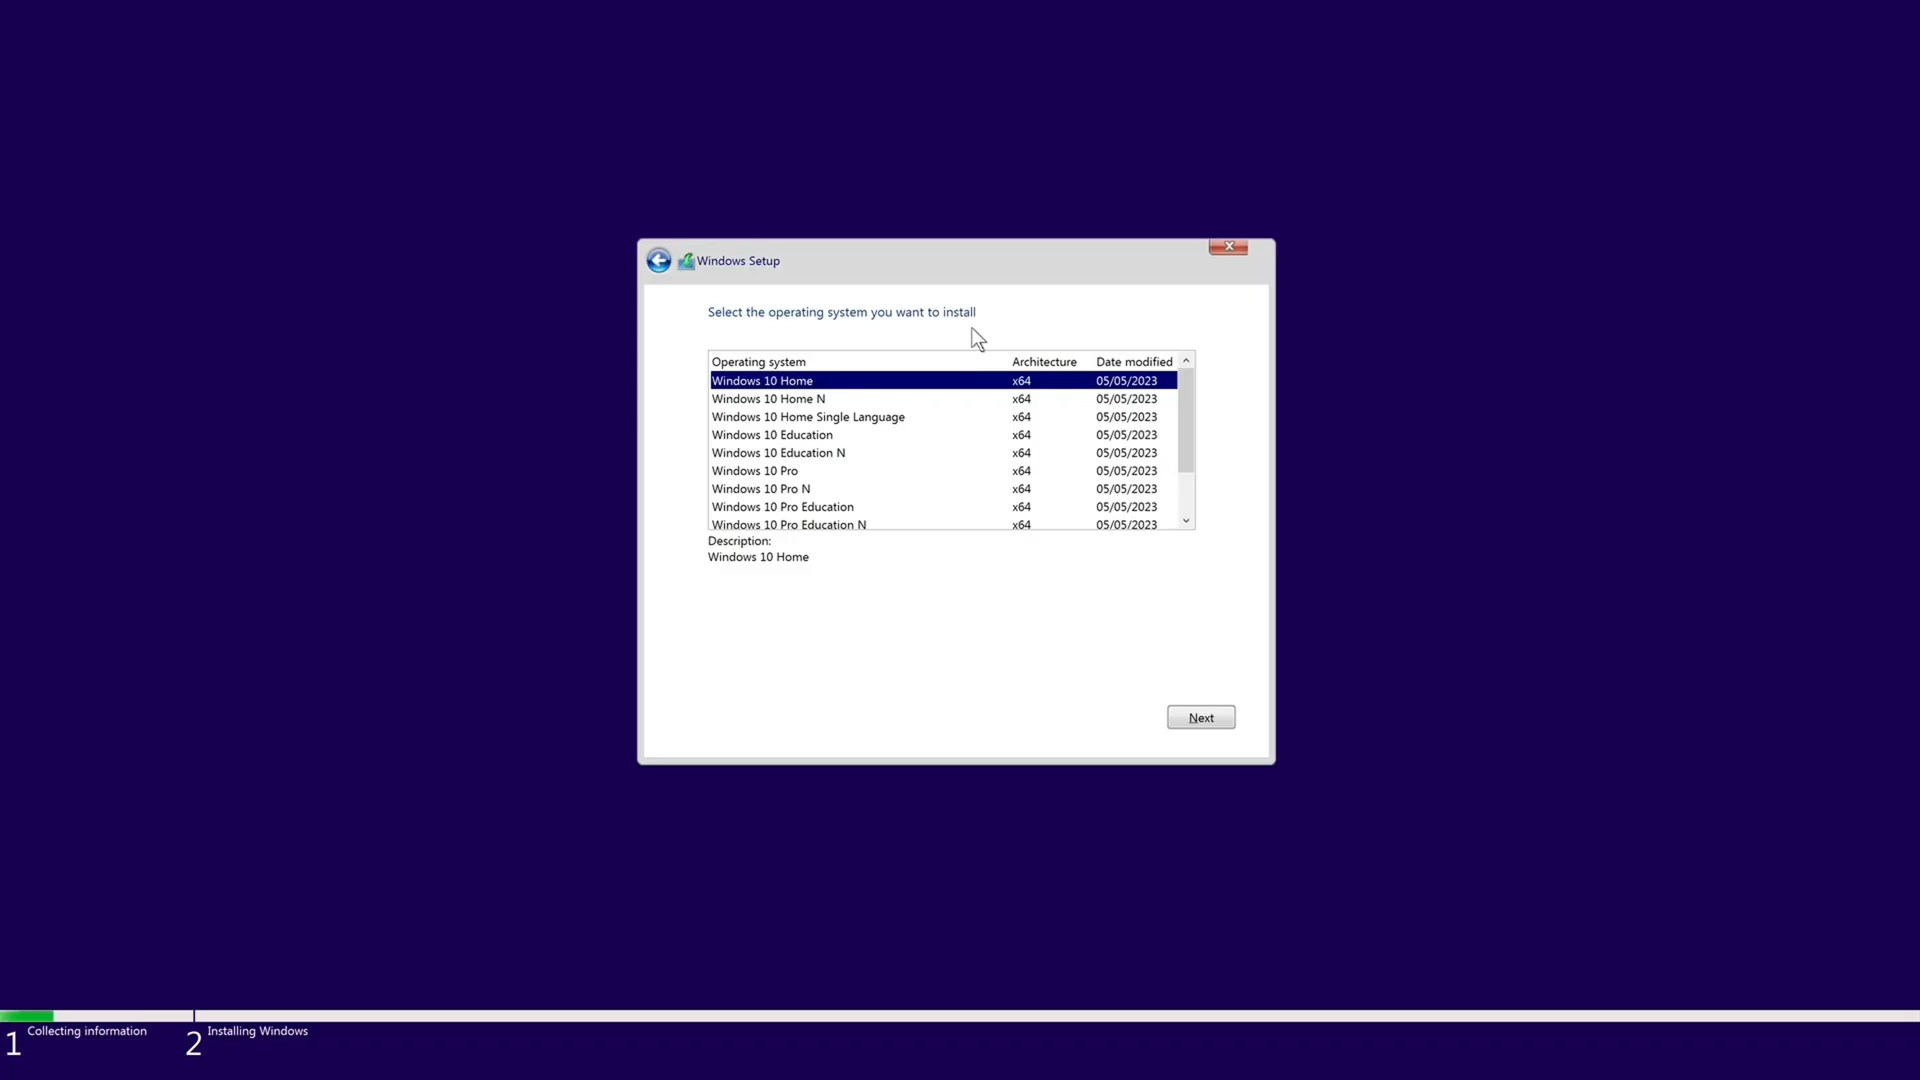 Windows Setup
Select the operating system you want to install
Operating system Architecture Date modified
Windows 10 Home x64 05/05/2023
Windows 10 Home N x64 05/05/2023
Windows 10 Home Single Language x64 05/05/2023
Windows 10 Education x64 05/05/2023
Windows 10 Education N x64 05/05/2023
Windows 10 Pro x64 05/05/2023
Windows 10 Pro N x64 05/05/2023
Windows 10 Pro Education x64 05/05/2023
Windows 10 Pro Education N x64 05/05/2023
Description:
Windows 10 Home
Next
1 Collecting information 2 Installing Windows